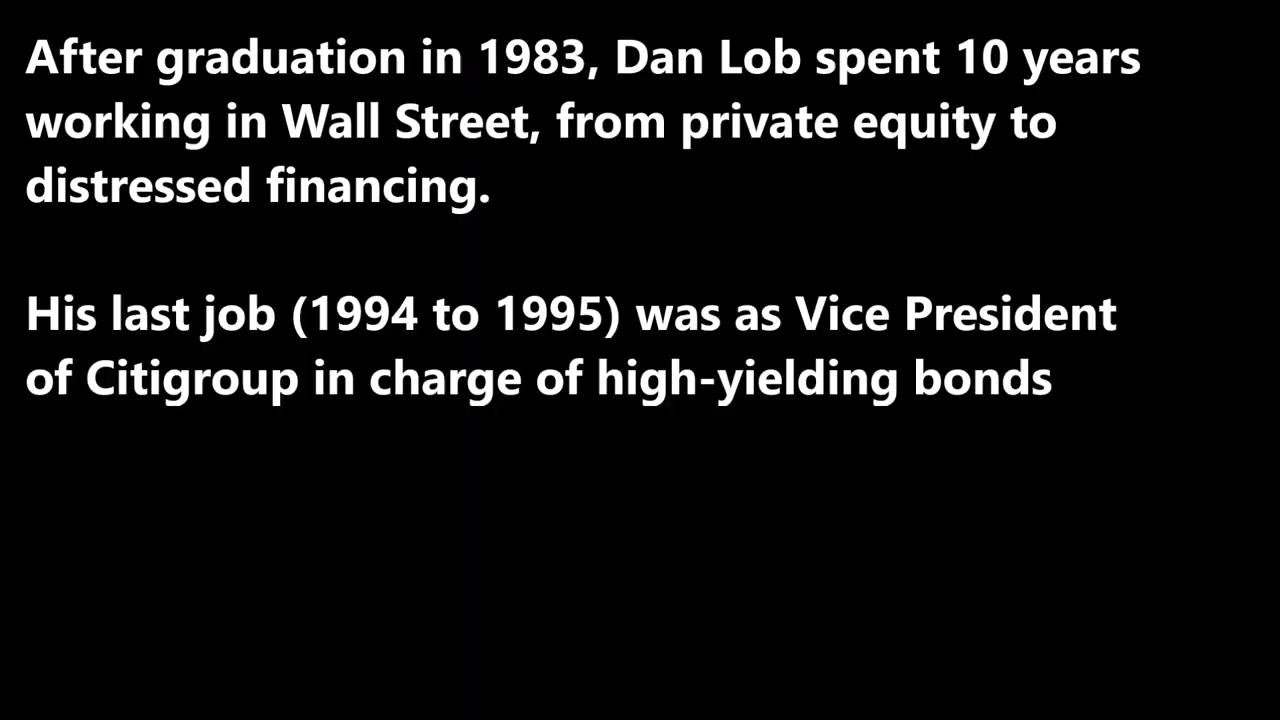 After graduation in 1983, Dan Lob spent 10 years
working in Wall Street, from private equity to
distressed financing.
His last job (1994 to 1995) was as Vice President
of Citigroup in charge of high-yielding bonds